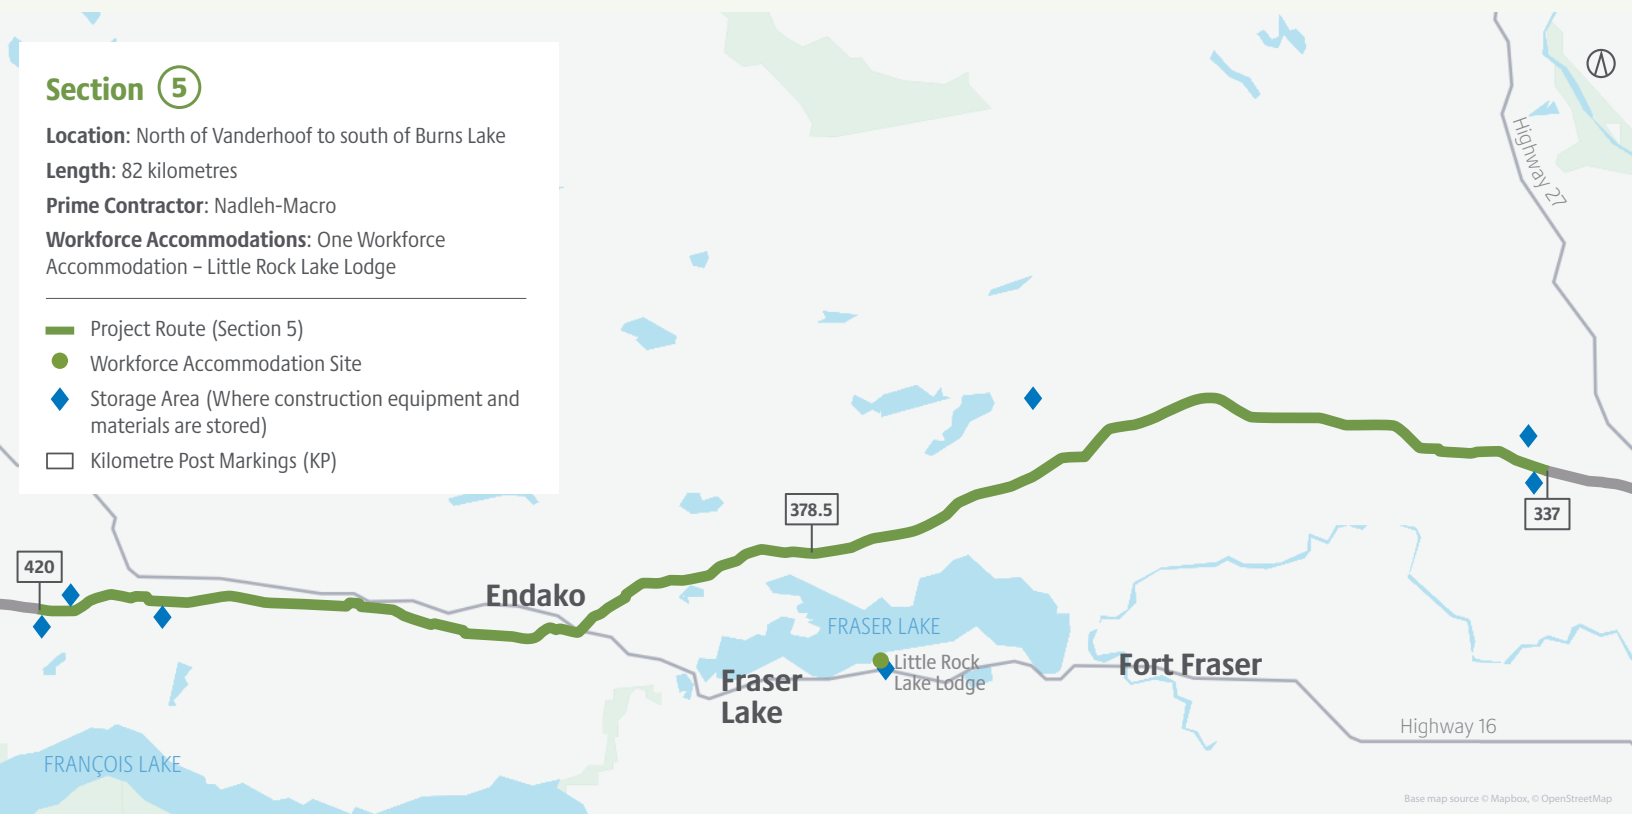 Section 5
Location: North of Vanderhoof to south of Burns Lake
Length: 82 kilometres
Prime Contractor: Nadleh-Macro
Workforce Accommodations: One Workforce
Accommodation – Little Rock Lake Lodge
Project Route (Section 5)
Workforce Accommodation Site
Storage Area (Where construction equipment and
materials are stored)
Kilometre Post Markings (KP)
Highway 27
378.5
337
420
Endako
FRASER LAKE
Little Rock
Lake Lodge
Fort Fraser
Fraser
Lake
Highway 16
FRANÇOIS LAKE
Base map source © Mapbox, © OpenStreetMap